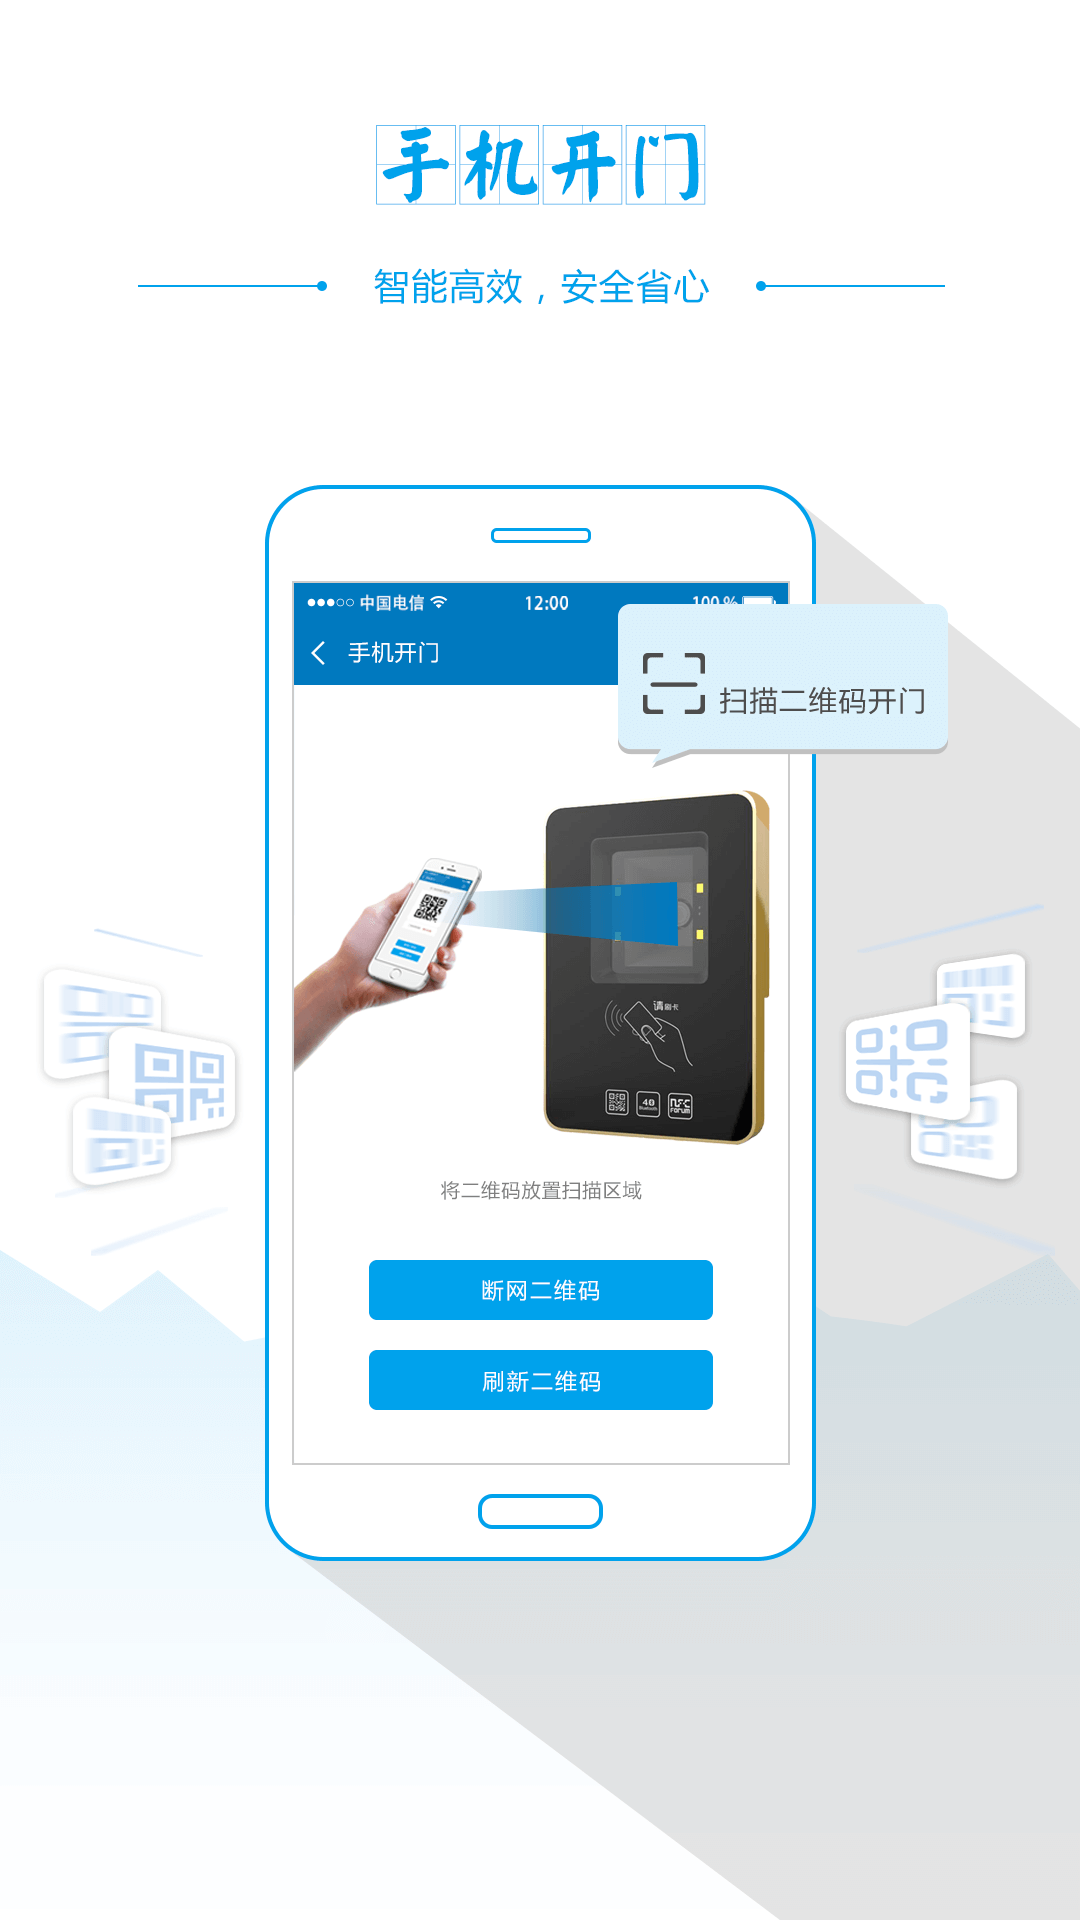 手机开门
智能高效，安全省心
中国电信 12:00 100 %
手机开门
扫描二维码开门
请刷卡
4.0
Bluetooth
NFC
Forum
将二维码放置扫描区域
断网二维码
刷新二维码